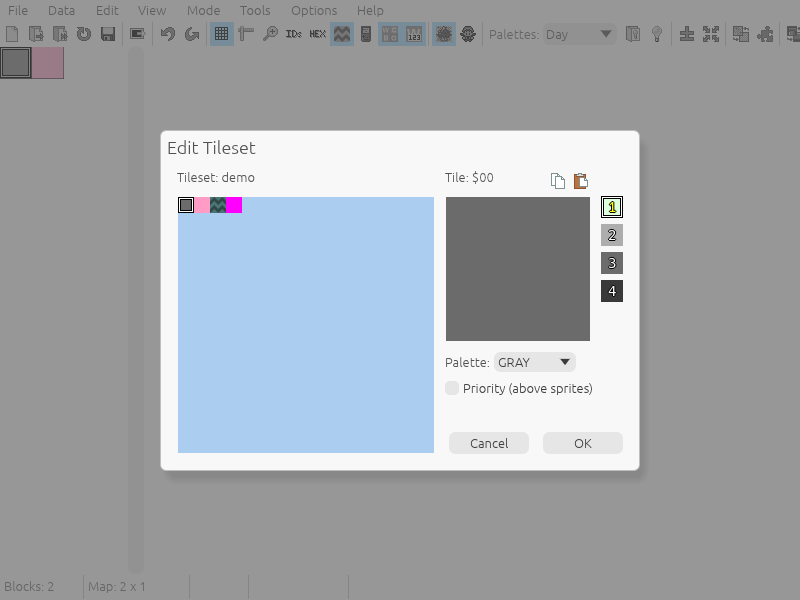 File Data Edit View Mode Tools Options Help
IDs HEX 123 Palettes: Day
Edit Tileset
Tileset: demo
Tile: $00
1
2
3
4
Palette: GRAY
Priority (above sprites)
Cancel OK
Blocks: 2 Map: 2 x 1